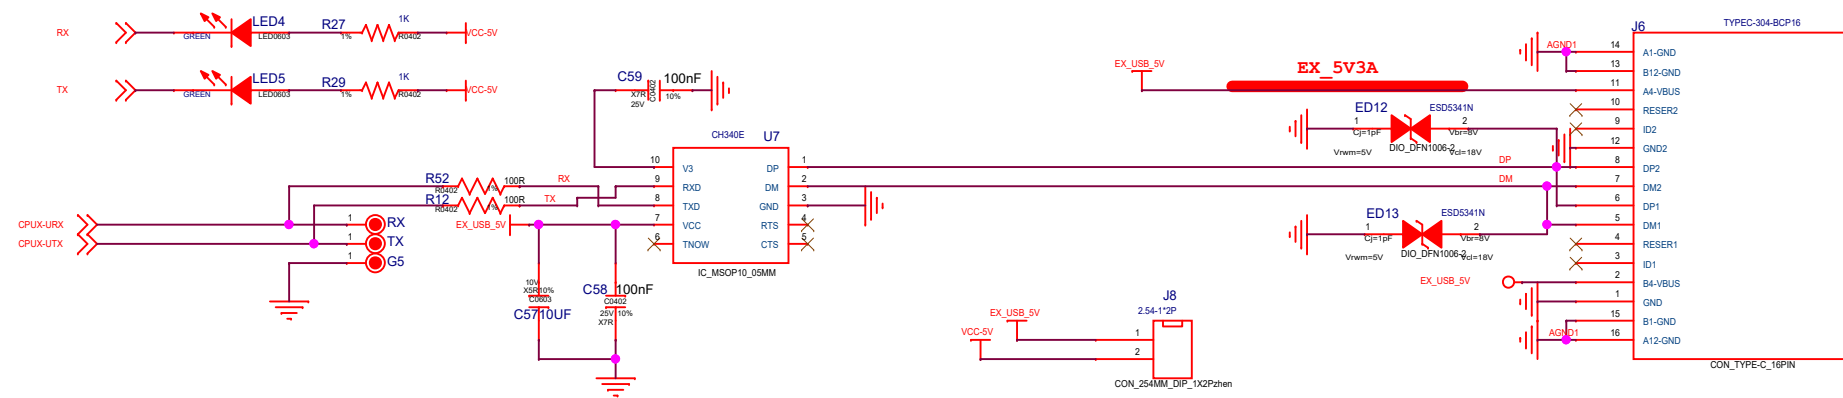 RX
GREEN
LED4
LED0603
R27
1%
1K
R0402
VCC-5V
TX
GREEN
LED5
LED0603
R29
1%
1K
R0402
VCC-5V
C59
100nF
X7R
25V
C0402
10%
CH340E
U7
10
V3
DP
1
9
RXD
DM
2
8
TXD
GND
3
7
VCC
RTS
4
6
TNOW
CTS
5
IC_MSOP10_05MM
R52
R0402
1%
100R
RX
R12
R0402
1%
100R
TX
EX_USB_5V
CPUX-URX
CPUX-UTX
1
RX
1
TX
1
G5
10V
X5R
10%
C0603
C57
10UF
C58
100nF
C0402
25V
10%
X7R
EX_USB_5V
EX_5V3A
ED12
ESD5341N
1
2
Cj=1pF
Vbr=8V
DIO_DFN1006-2
Vrwm=5V
Vcl=18V
DP
DM
ED13
ESD5341N
1
2
Cj=1pF
Vbr=8V
DIO_DFN1006-2
Vrwm=5V
Vcl=18V
EX_USB_5V
J8
2.54-1*2P
EX_USB_5V
VCC-5V
1
2
CON_254MM_DIP_1X2Pzhen
J6
TYPEC-304-BCP16
AGND1
14
A1-GND
13
B12-GND
11
A4-VBUS
10
RESER2
9
ID2
12
GND2
8
DP2
7
DM2
6
DP1
5
DM1
4
RESER1
3
ID1
2
B4-VBUS
1
GND
15
B1-GND
AGND1
16
A12-GND
CON_TYPE-C_16PIN